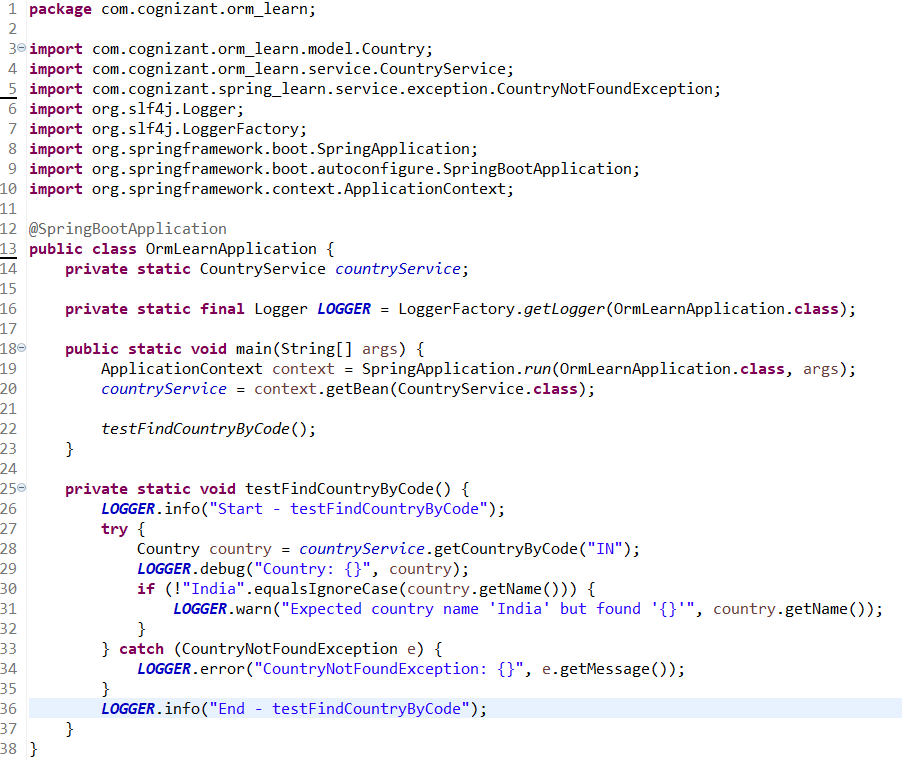 1 package com.cognizant.orm_learn;
2
3 import com.cognizant.orm_learn.model.Country;
4 import com.cognizant.orm_learn.service.CountryService;
5 import com.cognizant.spring_learn.service.exception.CountryNotFoundException;
6 import org.slf4j.Logger;
7 import org.slf4j.LoggerFactory;
8 import org.springframework.boot.SpringApplication;
9 import org.springframework.boot.autoconfigure.SpringBootApplication;
10 import org.springframework.context.ApplicationContext;
11
12 @SpringBootApplication
13 public class OrmLearnApplication {
14     private static CountryService countryService;
15
16     private static final Logger LOGGER = LoggerFactory.getLogger(OrmLearnApplication.class);
17
18     public static void main(String[] args) {
19         ApplicationContext context = SpringApplication.run(OrmLearnApplication.class, args);
20         countryService = context.getBean(CountryService.class);
21
22         testFindCountryByCode();
23     }
24
25     private static void testFindCountryByCode() {
26         LOGGER.info("Start - testFindCountryByCode");
27         try {
28             Country country = countryService.getCountryByCode("IN");
29             LOGGER.debug("Country: {}", country);
30             if (!"India".equalsIgnoreCase(country.getName())) {
31                 LOGGER.warn("Expected country name 'India' but found '{}'", country.getName());
32             }
33         } catch (CountryNotFoundException e) {
34             LOGGER.error("CountryNotFoundException: {}", e.getMessage());
35         }
36         LOGGER.info("End - testFindCountryByCode");
37     }
38 }